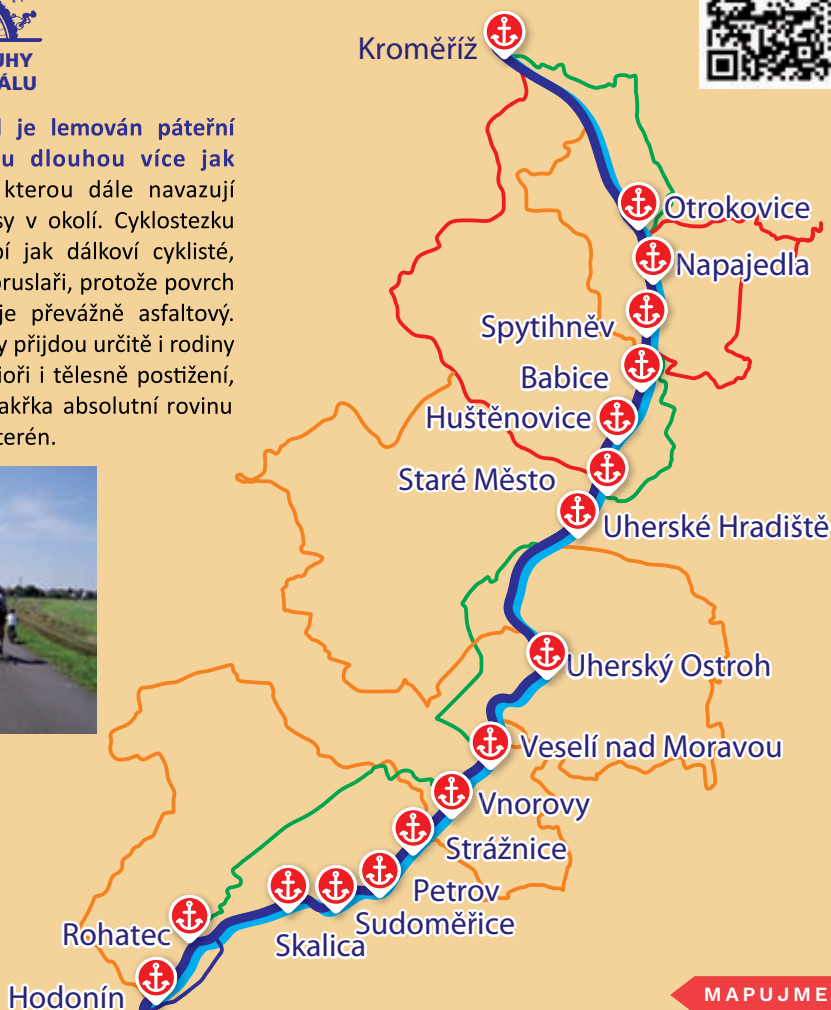 UHY
ÁLU
je lemován páteřní
u dlouhou více jak
kterou dále navazují
sy v okolí. Cyklostezku
bí jak dálkoví cyklisté,
bruslaři, protože povrch
je převážně asfaltový.
y přijdou určitě i rodiny
ioři i tělesně postižení,
akřka absolutní rovinu
terén.
Kroměříž
Otrokovice
Napajedla
Spytihněv
Babice
Huštěnovice
Staré Město
Uherské Hradiště
Uherský Ostroh
Veselí nad Moravou
Vnorovy
Strážnice
Petrov
Sudoměřice
Skalica
Rohatec
Hodonín
MAPUJME